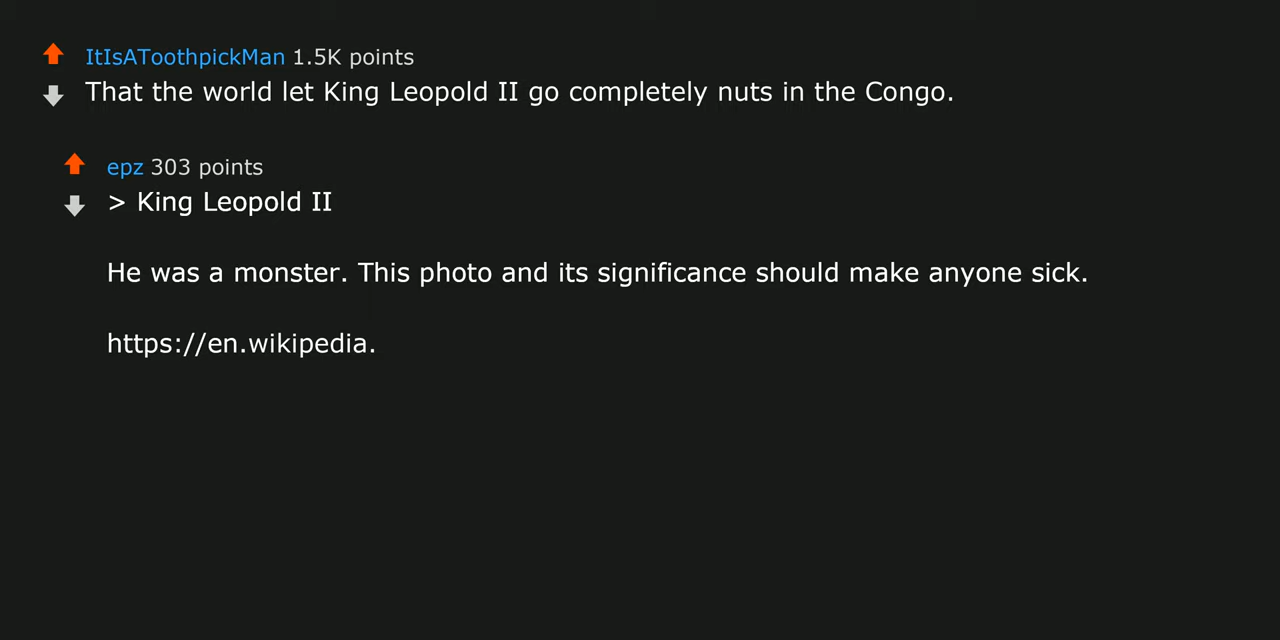 ItIsAToothpickMan 1.5K points
That the world let King Leopold II go completely nuts in the Congo.
epz 303 points
> King Leopold II
He was a monster. This photo and its significance should make anyone sick.
https://en.wikipedia.